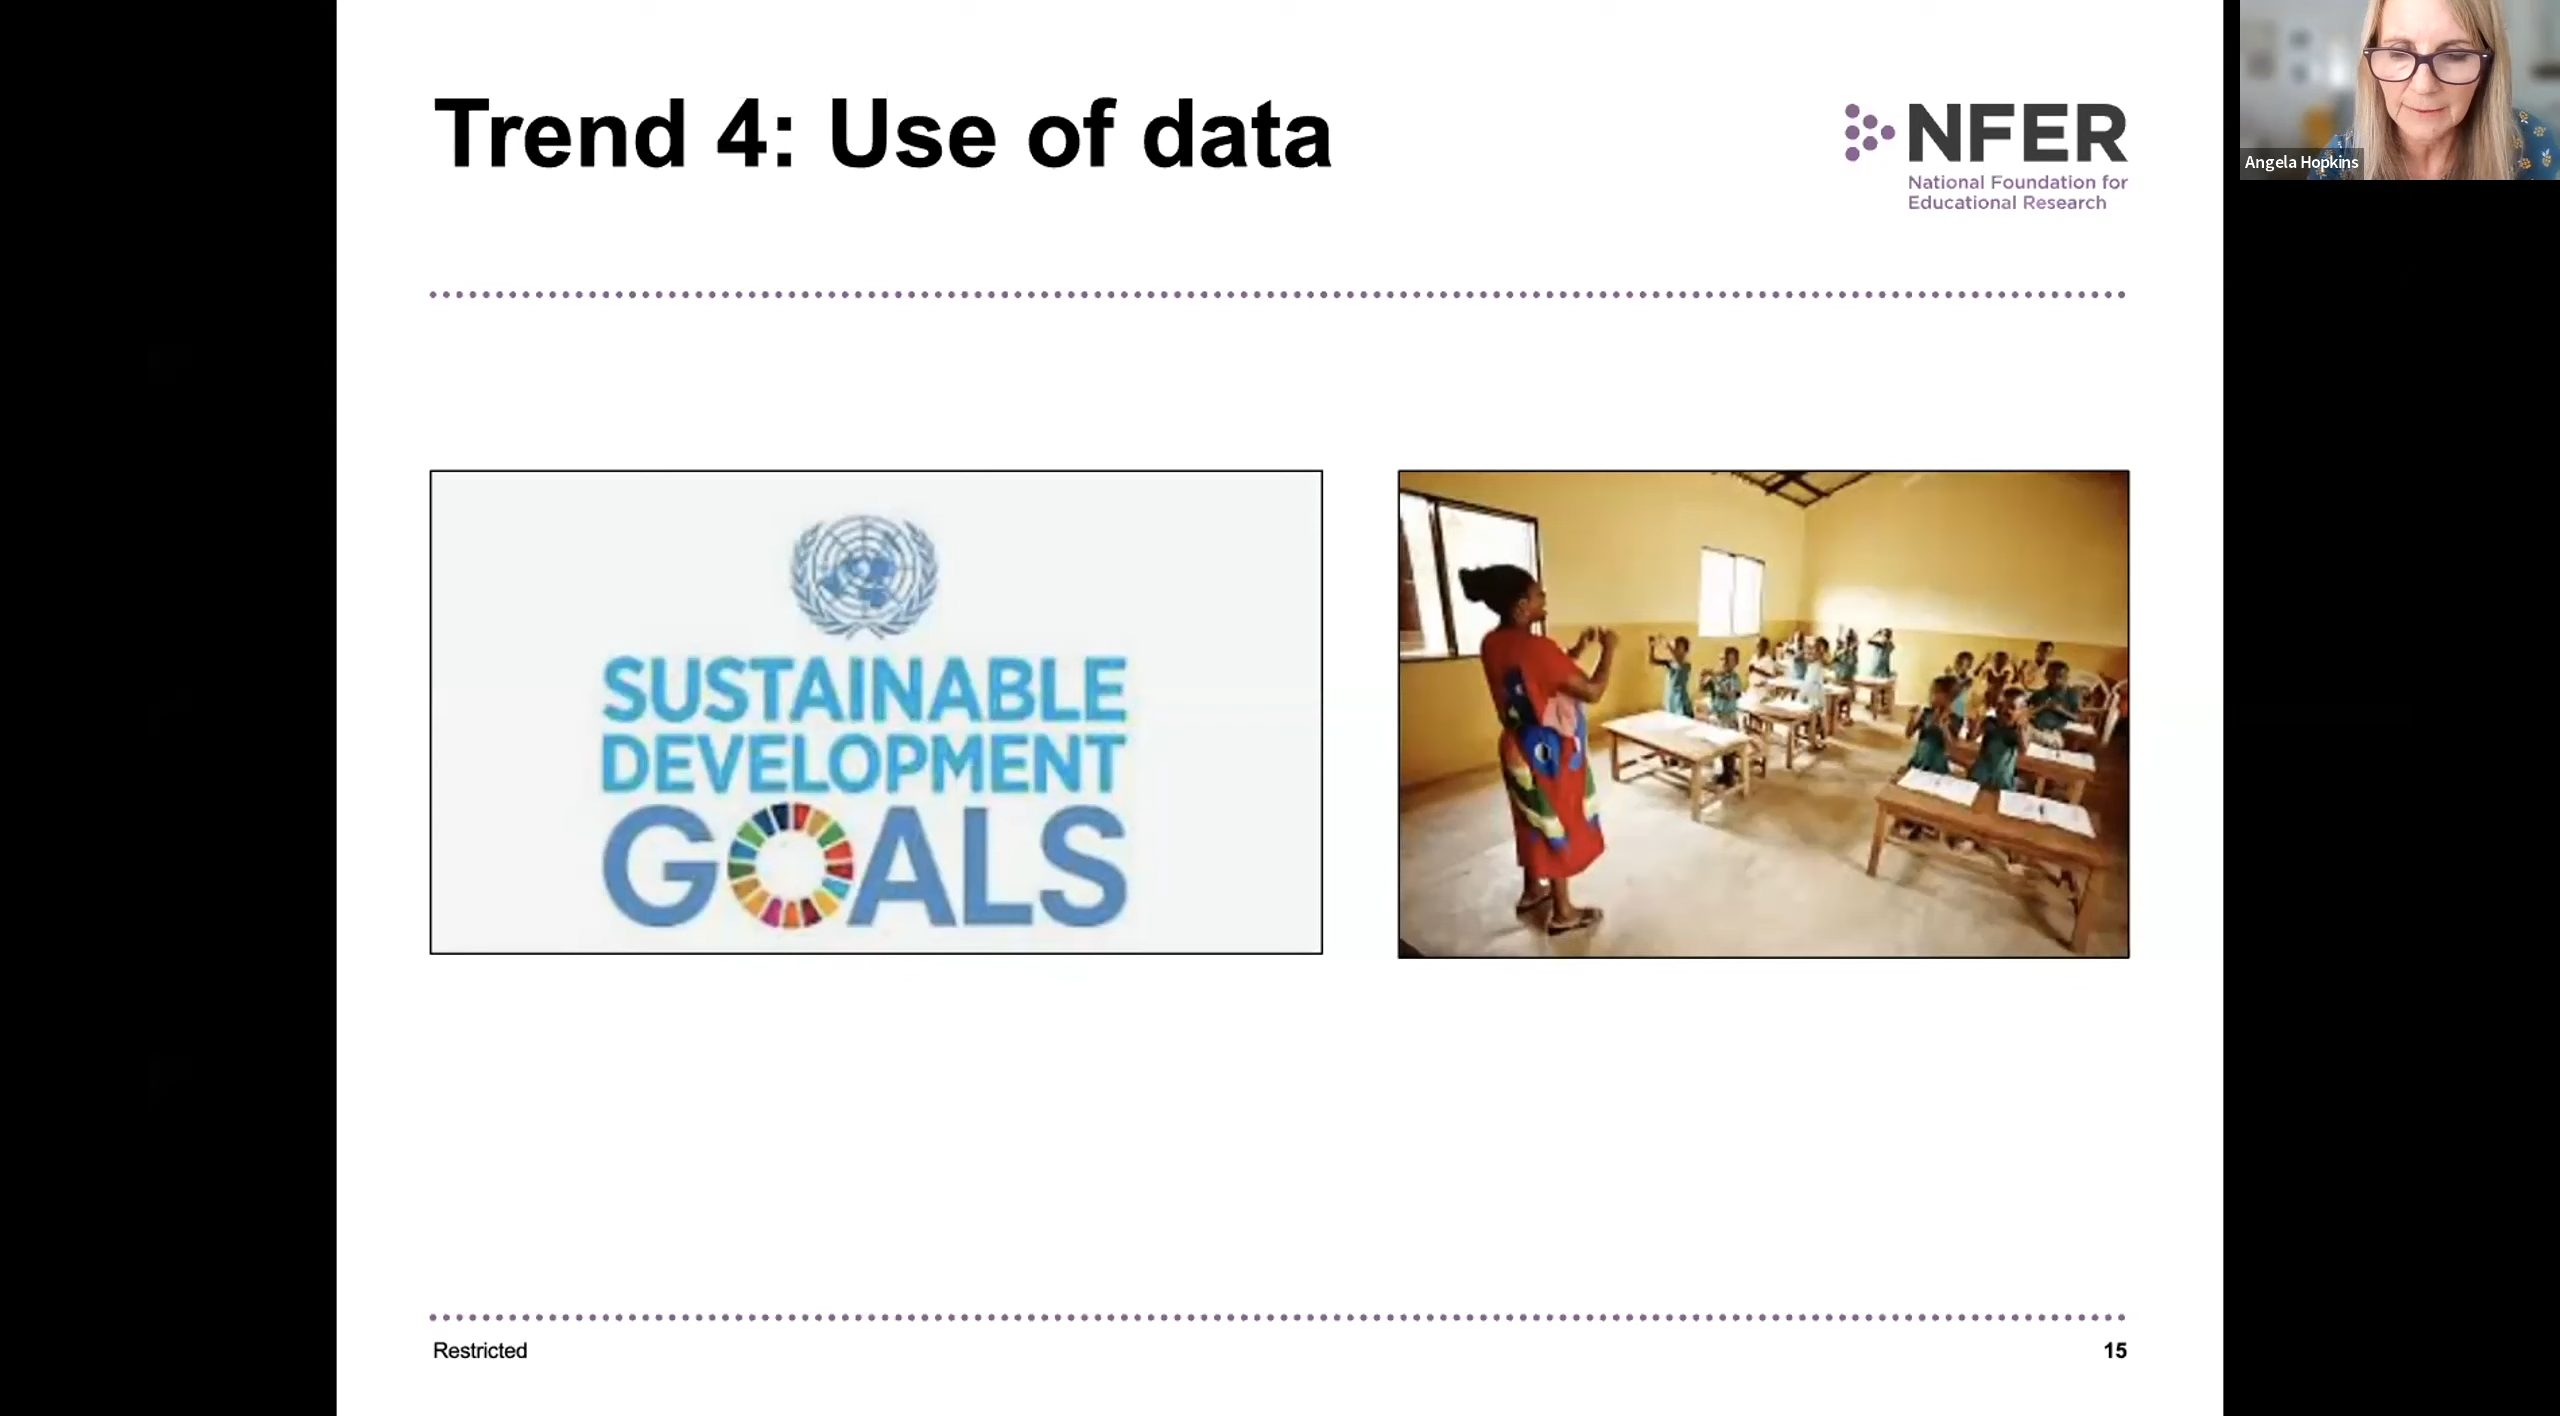 Trend 4: Use of data
NFER
National Foundation for
Educational Research
Angela Hopkins
SUSTAINABLE
DEVELOPMENT
GOALS
Restricted
15